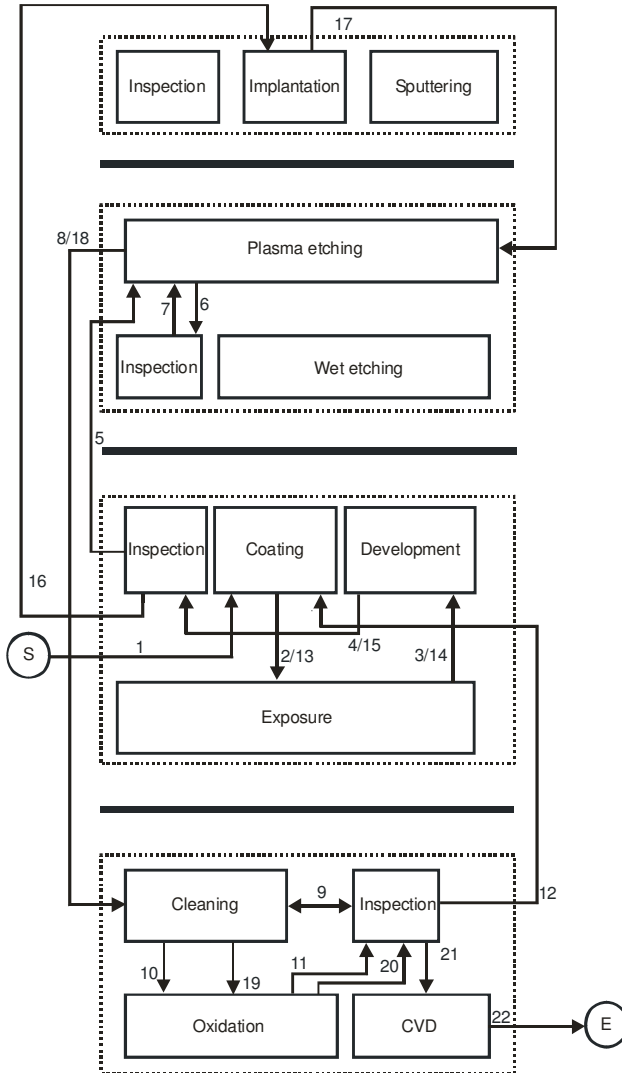 17
Inspection
Implantation
Sputtering
8/18
Plasma etching
7
6
Inspection
Wet etching
5
Inspection
Coating
Development
16
S
1
2/13
4/15
3/14
Exposure
Cleaning
9
Inspection
12
10
19
11
20
21
Oxidation
CVD
22
E